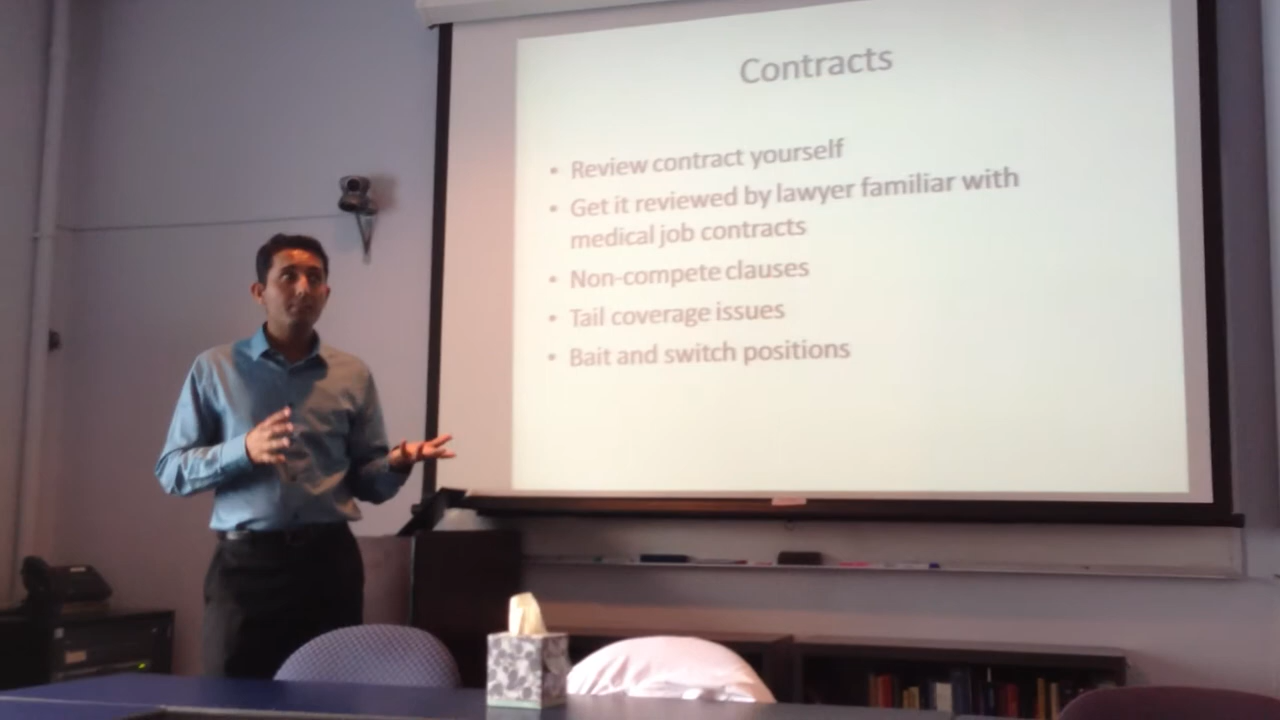 Contracts
• Review contract yourself
• Get it reviewed by lawyer familiar with
medical job contracts
• Non-compete clauses
• Tail coverage issues
• Bait and switch positions